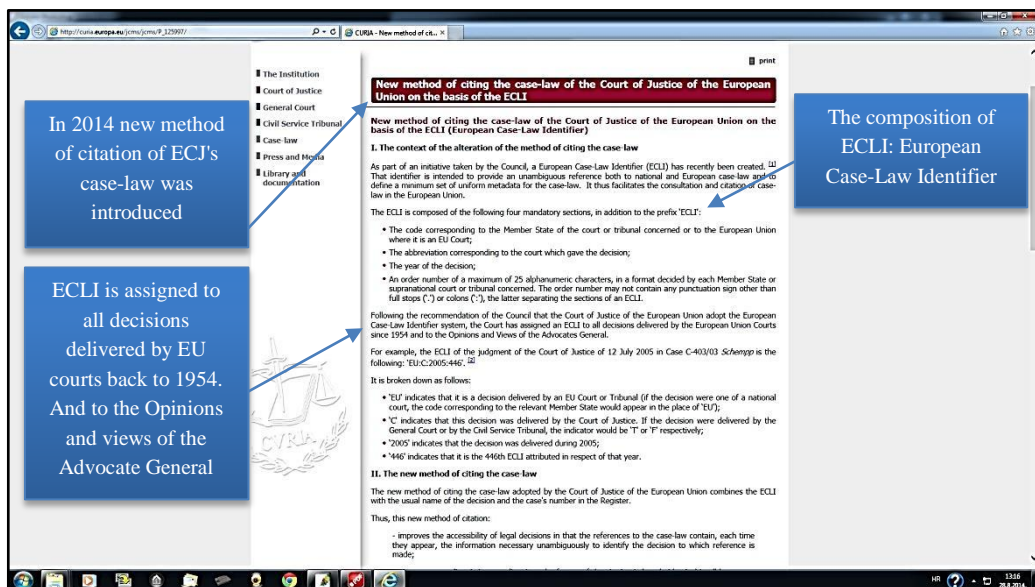 http://curia.europa.eu/jcms/jcms/P_125997/
CURIA - New method of cit...
print
The Institution
Court of Justice
General Court
Civil Service Tribunal
Case-law
Press and Media
Library and
documentation
New method of citing the case-law of the Court of Justice of the European
Union on the basis of the ECLI
New method of citing the case-law of the Court of Justice of the European Union on the
basis of the ECLI (European Case-Law Identifier)
I. The context of the alteration of the method of citing case-law
As part of an initiative taken by the Council, a European Case-Law Identifier (ECLI) has recently been created. [1]
That identifier is intended to provide an unambiguous reference both to national and European case-law and to
define a minimum set of uniform metadata for the case-law. It thus facilitates the consultation and citation of case-
law in the European Union.
The ECLI is composed of the following four mandatory sections, in addition to the prefix 'ECLI':
• The code corresponding to the Member State of the court or tribunal concerned or to the European Union
where it is an EU Court;
• The abbreviation corresponding to the court which gave the decision;
• The year of the decision;
• An order number of a maximum of 25 alphanumeric characters, in a format decided by each Member State or
supranational court or tribunal concerned. The order number may not contain any punctuation sign other than
full stops ('.') or colons (':'), the latter separating the sections of an ECLI.
Following the recommendation of the Council that the Court of Justice of the European Union adopt the European
Case-Law Identifier system, the Court has assigned an ECLI to all decisions delivered by the European Union Courts
since 1954 and to the Opinions and Views of the Advocates General.
For example, the ECLI of the judgment of the Court of Justice of 12 July 2005 in Case C-403/03 Schempp is the
following: 'EU:C:2005:446'. [2]
It is broken down as follows:
• 'EU' indicates that it is a decision delivered by an EU Court or Tribunal (if the decision were one of a national
court, the code corresponding to the relevant Member State would appear in the place of 'EU');
• 'C' indicates that this decision was delivered by the Court of Justice. If the decision were delivered by the
General Court or by the Civil Service Tribunal, the indicator would be 'T' or 'F' respectively;
• '2005' indicates that the decision was delivered during 2005;
• '446' indicates that it is the 446th ECLI attributed in respect of that year.
II. The new method of citing the case-law
The new method of citing the case-law adopted by the Court of Justice of the European Union combines the ECLI
with the usual name of the decision and the case's number in the Register.
Thus, this new method of citation:
- improves the accessibility of legal decisions in that the references to the case-law contain, each time
they appear, the information necessary unambiguously to identify the decision to which reference is
made;
In 2014 new method
of citation of ECJ's
case-law was
introduced
ECLI is assigned to
all decisions
delivered by EU
courts back to 1954.
And to the Opinions
and views of the
Advocate General
The composition of
ECLI: European
Case-Law Identifier
CVRIA
HR
13:16
28.8.2014